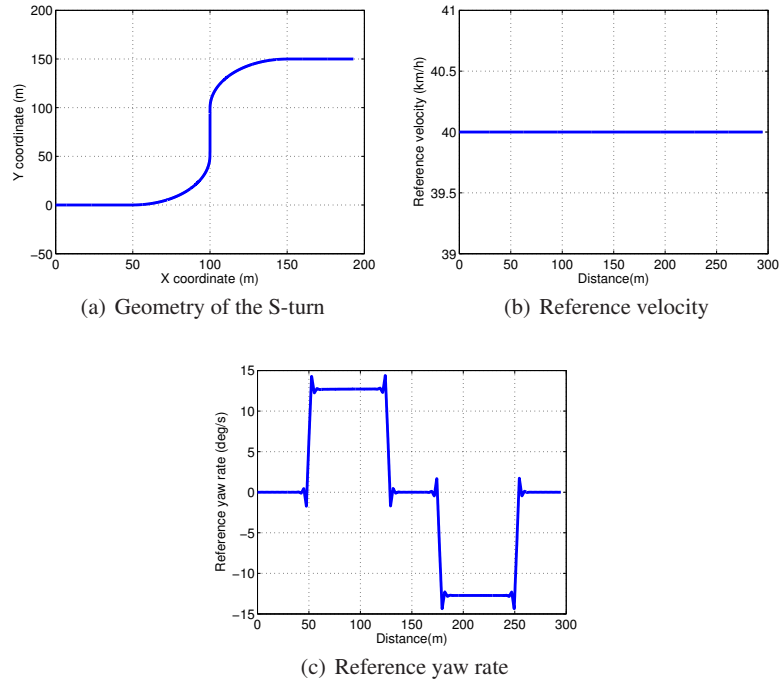 200
150
100
50
0
−50
0 50 100 150 200
Y coordinate (m)
X coordinate (m)
(a) Geometry of the S-turn
41
40.5
40
39.5
39
0 50 100 150 200 250 300
Reference velocity (km/h)
Distance(m)
(b) Reference velocity
15
10
5
0
−5
−10
−15
0 50 100 150 200 250 300
Reference yaw rate (deg/s)
Distance(m)
(c) Reference yaw rate